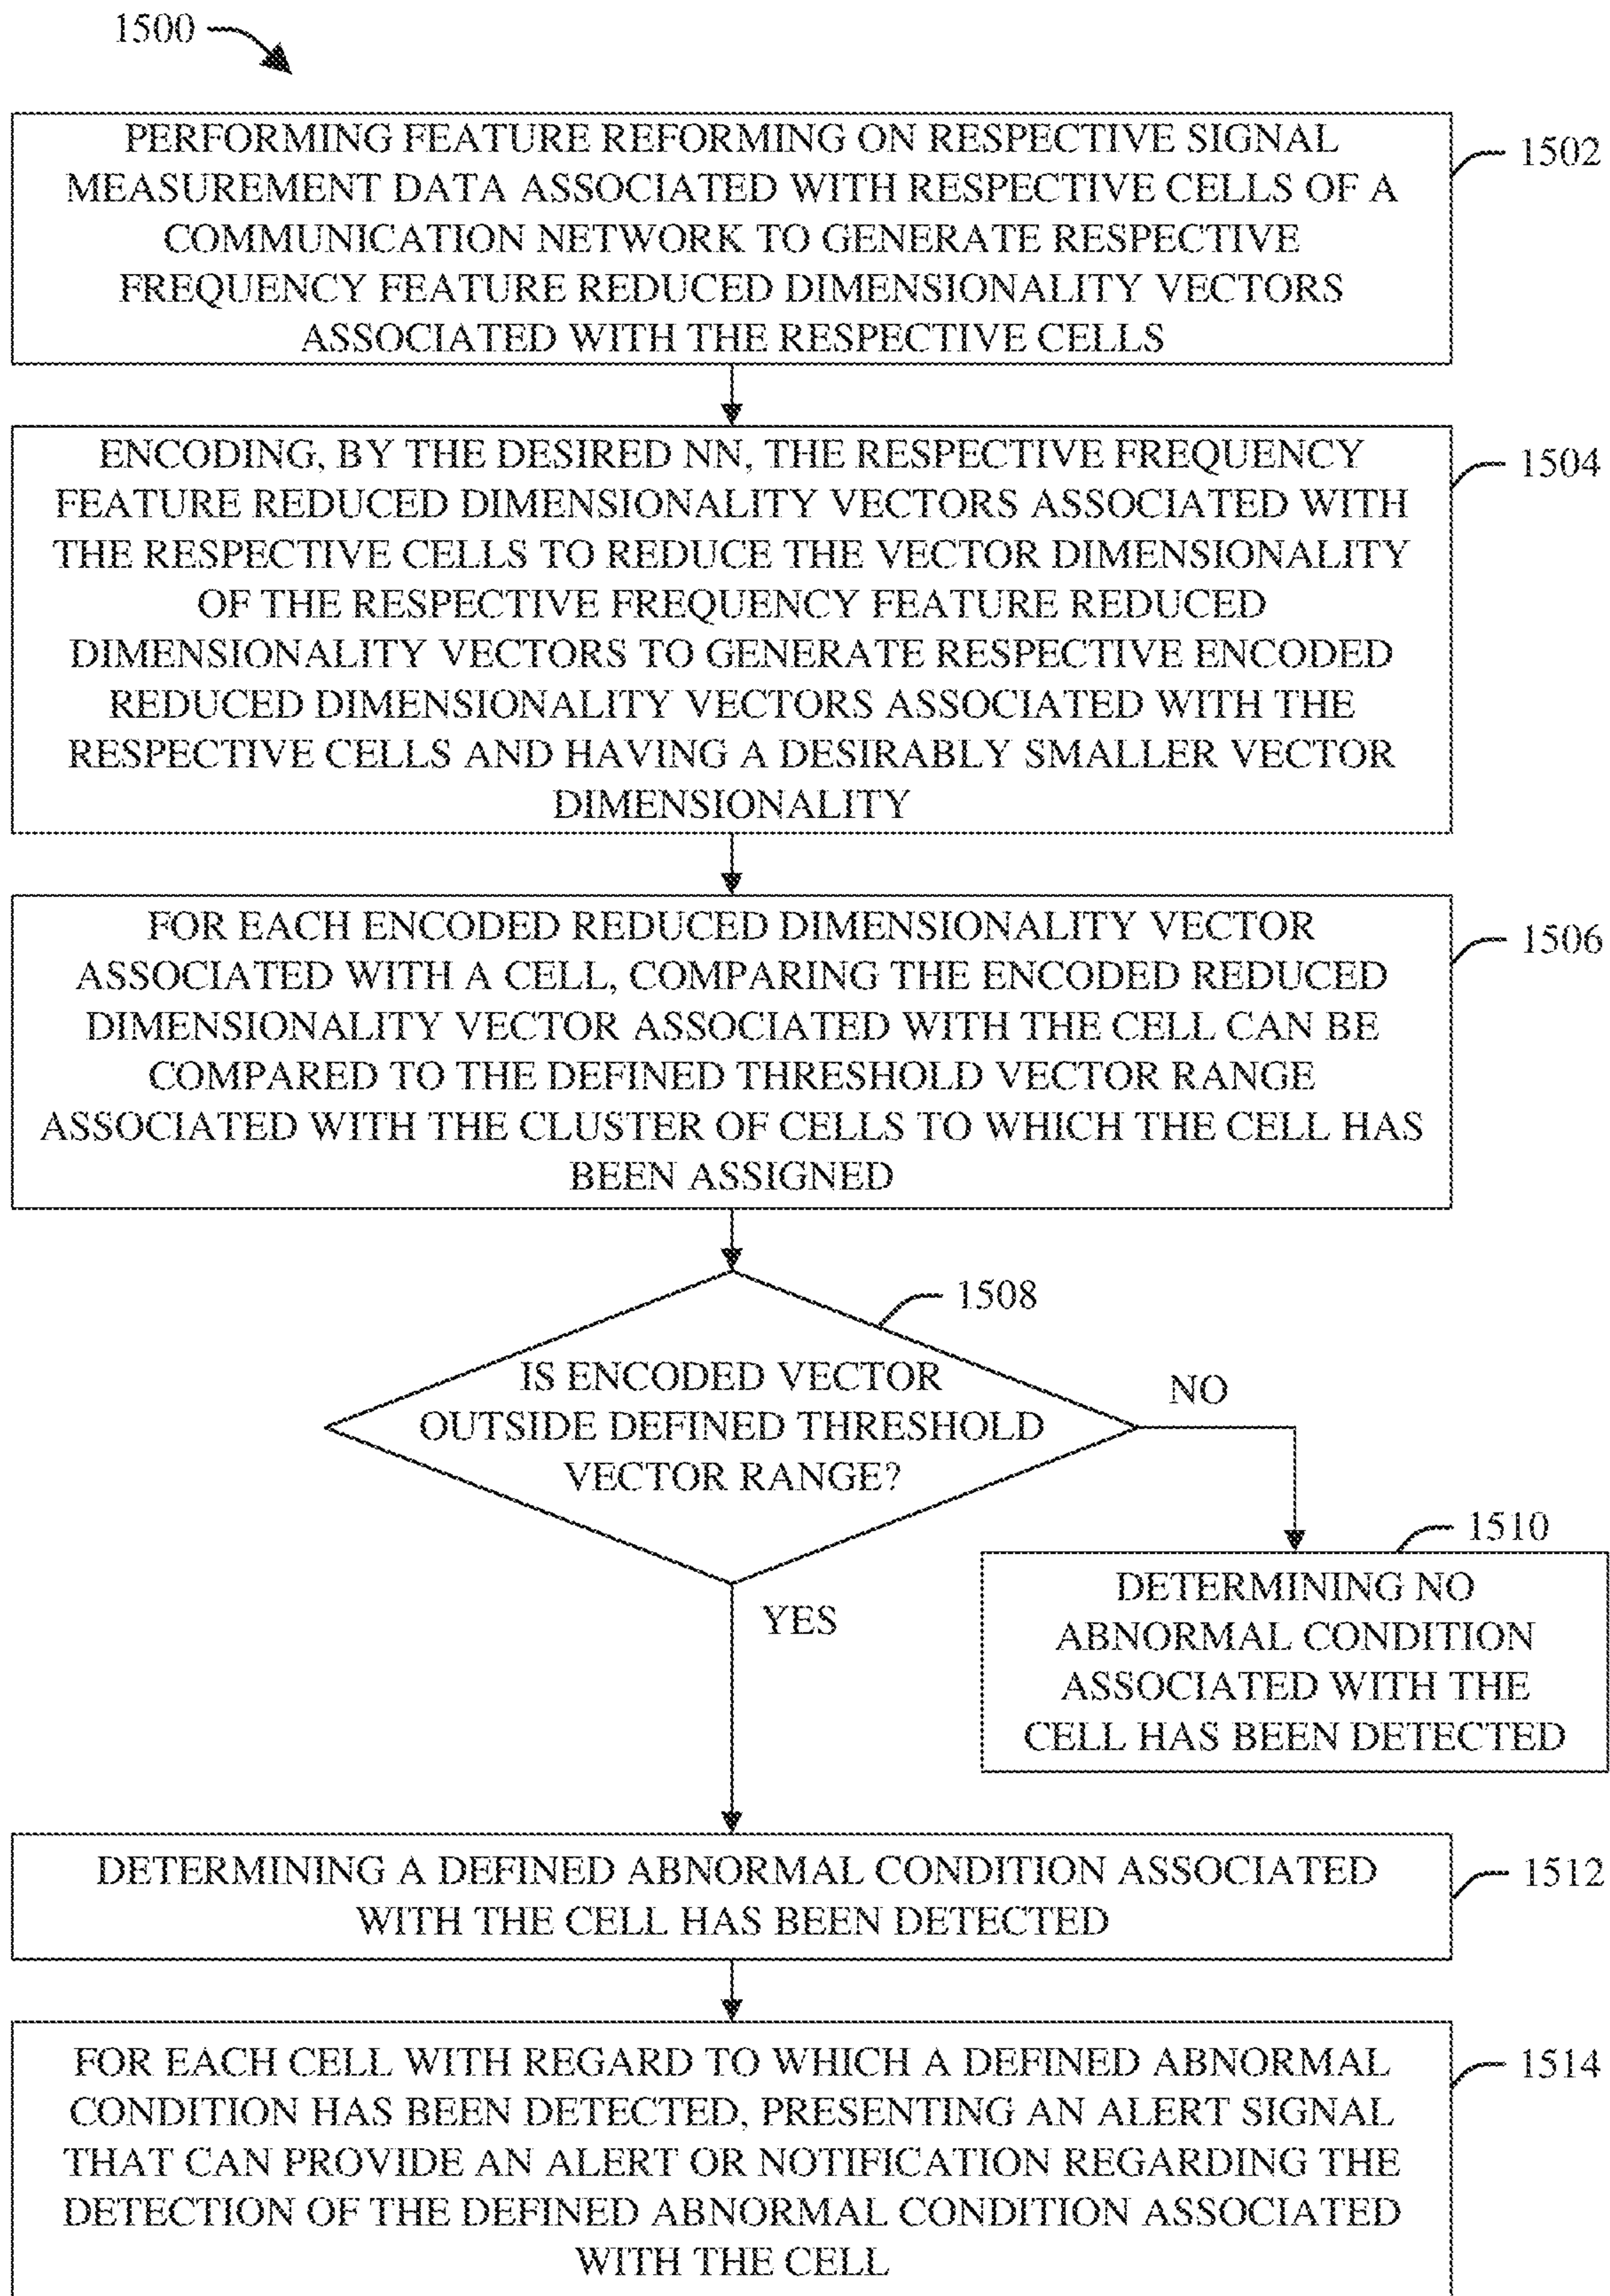 1500
PERFORMING FEATURE REFORMING ON RESPECTIVE SIGNAL
MEASUREMENT DATA ASSOCIATED WITH RESPECTIVE CELLS OF A
COMMUNICATION NETWORK TO GENERATE RESPECTIVE
FREQUENCY FEATURE REDUCED DIMENSIONALITY VECTORS
ASSOCIATED WITH THE RESPECTIVE CELLS
1502
ENCODING, BY THE DESIRED NN, THE RESPECTIVE FREQUENCY
FEATURE REDUCED DIMENSIONALITY VECTORS ASSOCIATED WITH
THE RESPECTIVE CELLS TO REDUCE THE VECTOR DIMENSIONALITY
OF THE RESPECTIVE FREQUENCY FEATURE REDUCED
DIMENSIONALITY VECTORS TO GENERATE RESPECTIVE ENCODED
REDUCED DIMENSIONALITY VECTORS ASSOCIATED WITH THE
RESPECTIVE CELLS AND HAVING A DESIRABLY SMALLER VECTOR
DIMENSIONALITY
1504
FOR EACH ENCODED REDUCED DIMENSIONALITY VECTOR
ASSOCIATED WITH A CELL, COMPARING THE ENCODED REDUCED
DIMENSIONALITY VECTOR ASSOCIATED WITH THE CELL CAN BE
COMPARED TO THE DEFINED THRESHOLD VECTOR RANGE
ASSOCIATED WITH THE CLUSTER OF CELLS TO WHICH THE CELL HAS
BEEN ASSIGNED
1506
1508
IS ENCODED VECTOR
OUTSIDE DEFINED THRESHOLD
VECTOR RANGE?
NO
1510
DETERMINING NO
ABNORMAL CONDITION
ASSOCIATED WITH THE
CELL HAS BEEN DETECTED
YES
DETERMINING A DEFINED ABNORMAL CONDITION ASSOCIATED
WITH THE CELL HAS BEEN DETECTED
1512
FOR EACH CELL WITH REGARD TO WHICH A DEFINED ABNORMAL
CONDITION HAS BEEN DETECTED, PRESENTING AN ALERT SIGNAL
THAT CAN PROVIDE AN ALERT OR NOTIFICATION REGARDING THE
DETECTION OF THE DEFINED ABNORMAL CONDITION ASSOCIATED
WITH THE CELL
1514